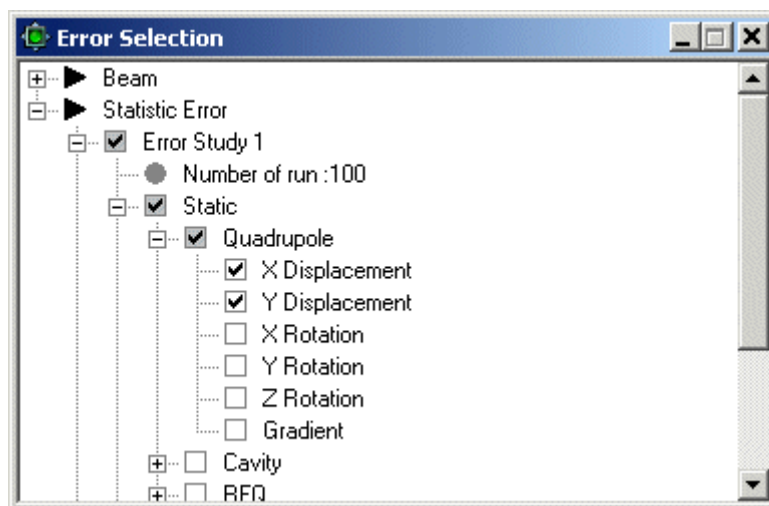 Error Selection
Beam
Statistic Error
Error Study 1
Number of run :100
Static
Quadrupole
X Displacement
Y Displacement
X Rotation
Y Rotation
Z Rotation
Gradient
Cavity
RFQ